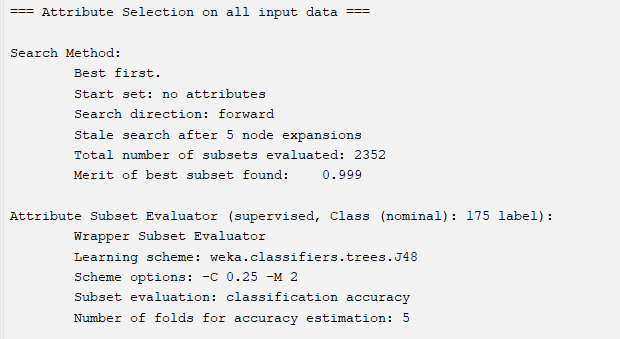 === Attribute Selection on all input data ===
Search Method:
Best first.
Start set: no attributes
Search direction: forward
Stale search after 5 node expansions
Total number of subsets evaluated: 2352
Merit of best subset found:    0.999
Attribute Subset Evaluator (supervised, Class (nominal): 175 label):
Wrapper Subset Evaluator
Learning scheme: weka.classifiers.trees.J48
Scheme options: -C 0.25 -M 2
Subset evaluation: classification accuracy
Number of folds for accuracy estimation: 5